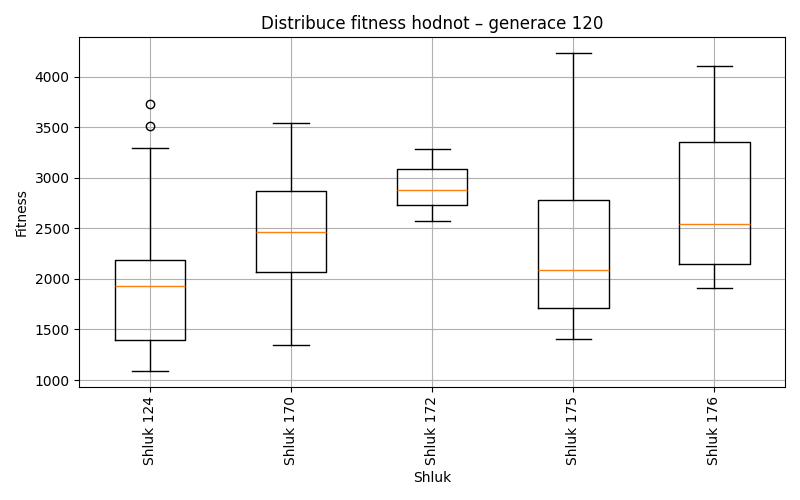 Distribuce fitness hodnot – generace 120
Fitness
4000
3500
3000
2500
2000
1500
1000
Shluk 124
Shluk 170
Shluk 172
Shluk 175
Shluk 176
Shluk